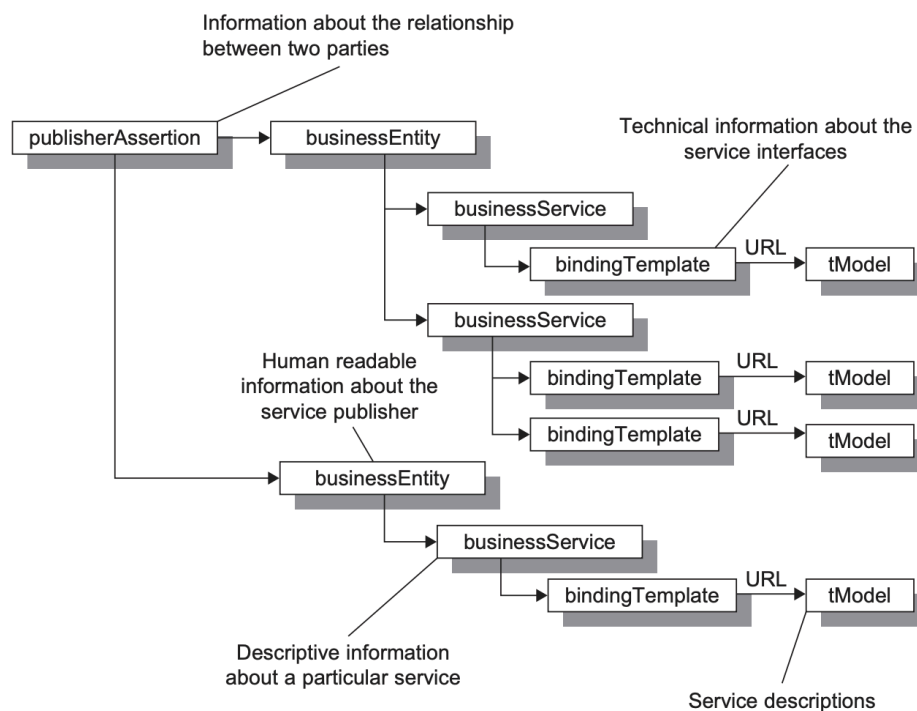 Information about the relationship
between two parties
publisherAssertion
businessEntity
Technical information about the
service interfaces
businessService
bindingTemplate
URL
tModel
businessService
Human readable
information about the
service publisher
bindingTemplate
URL
tModel
bindingTemplate
URL
tModel
businessEntity
businessService
bindingTemplate
URL
tModel
Descriptive information
about a particular service
Service descriptions